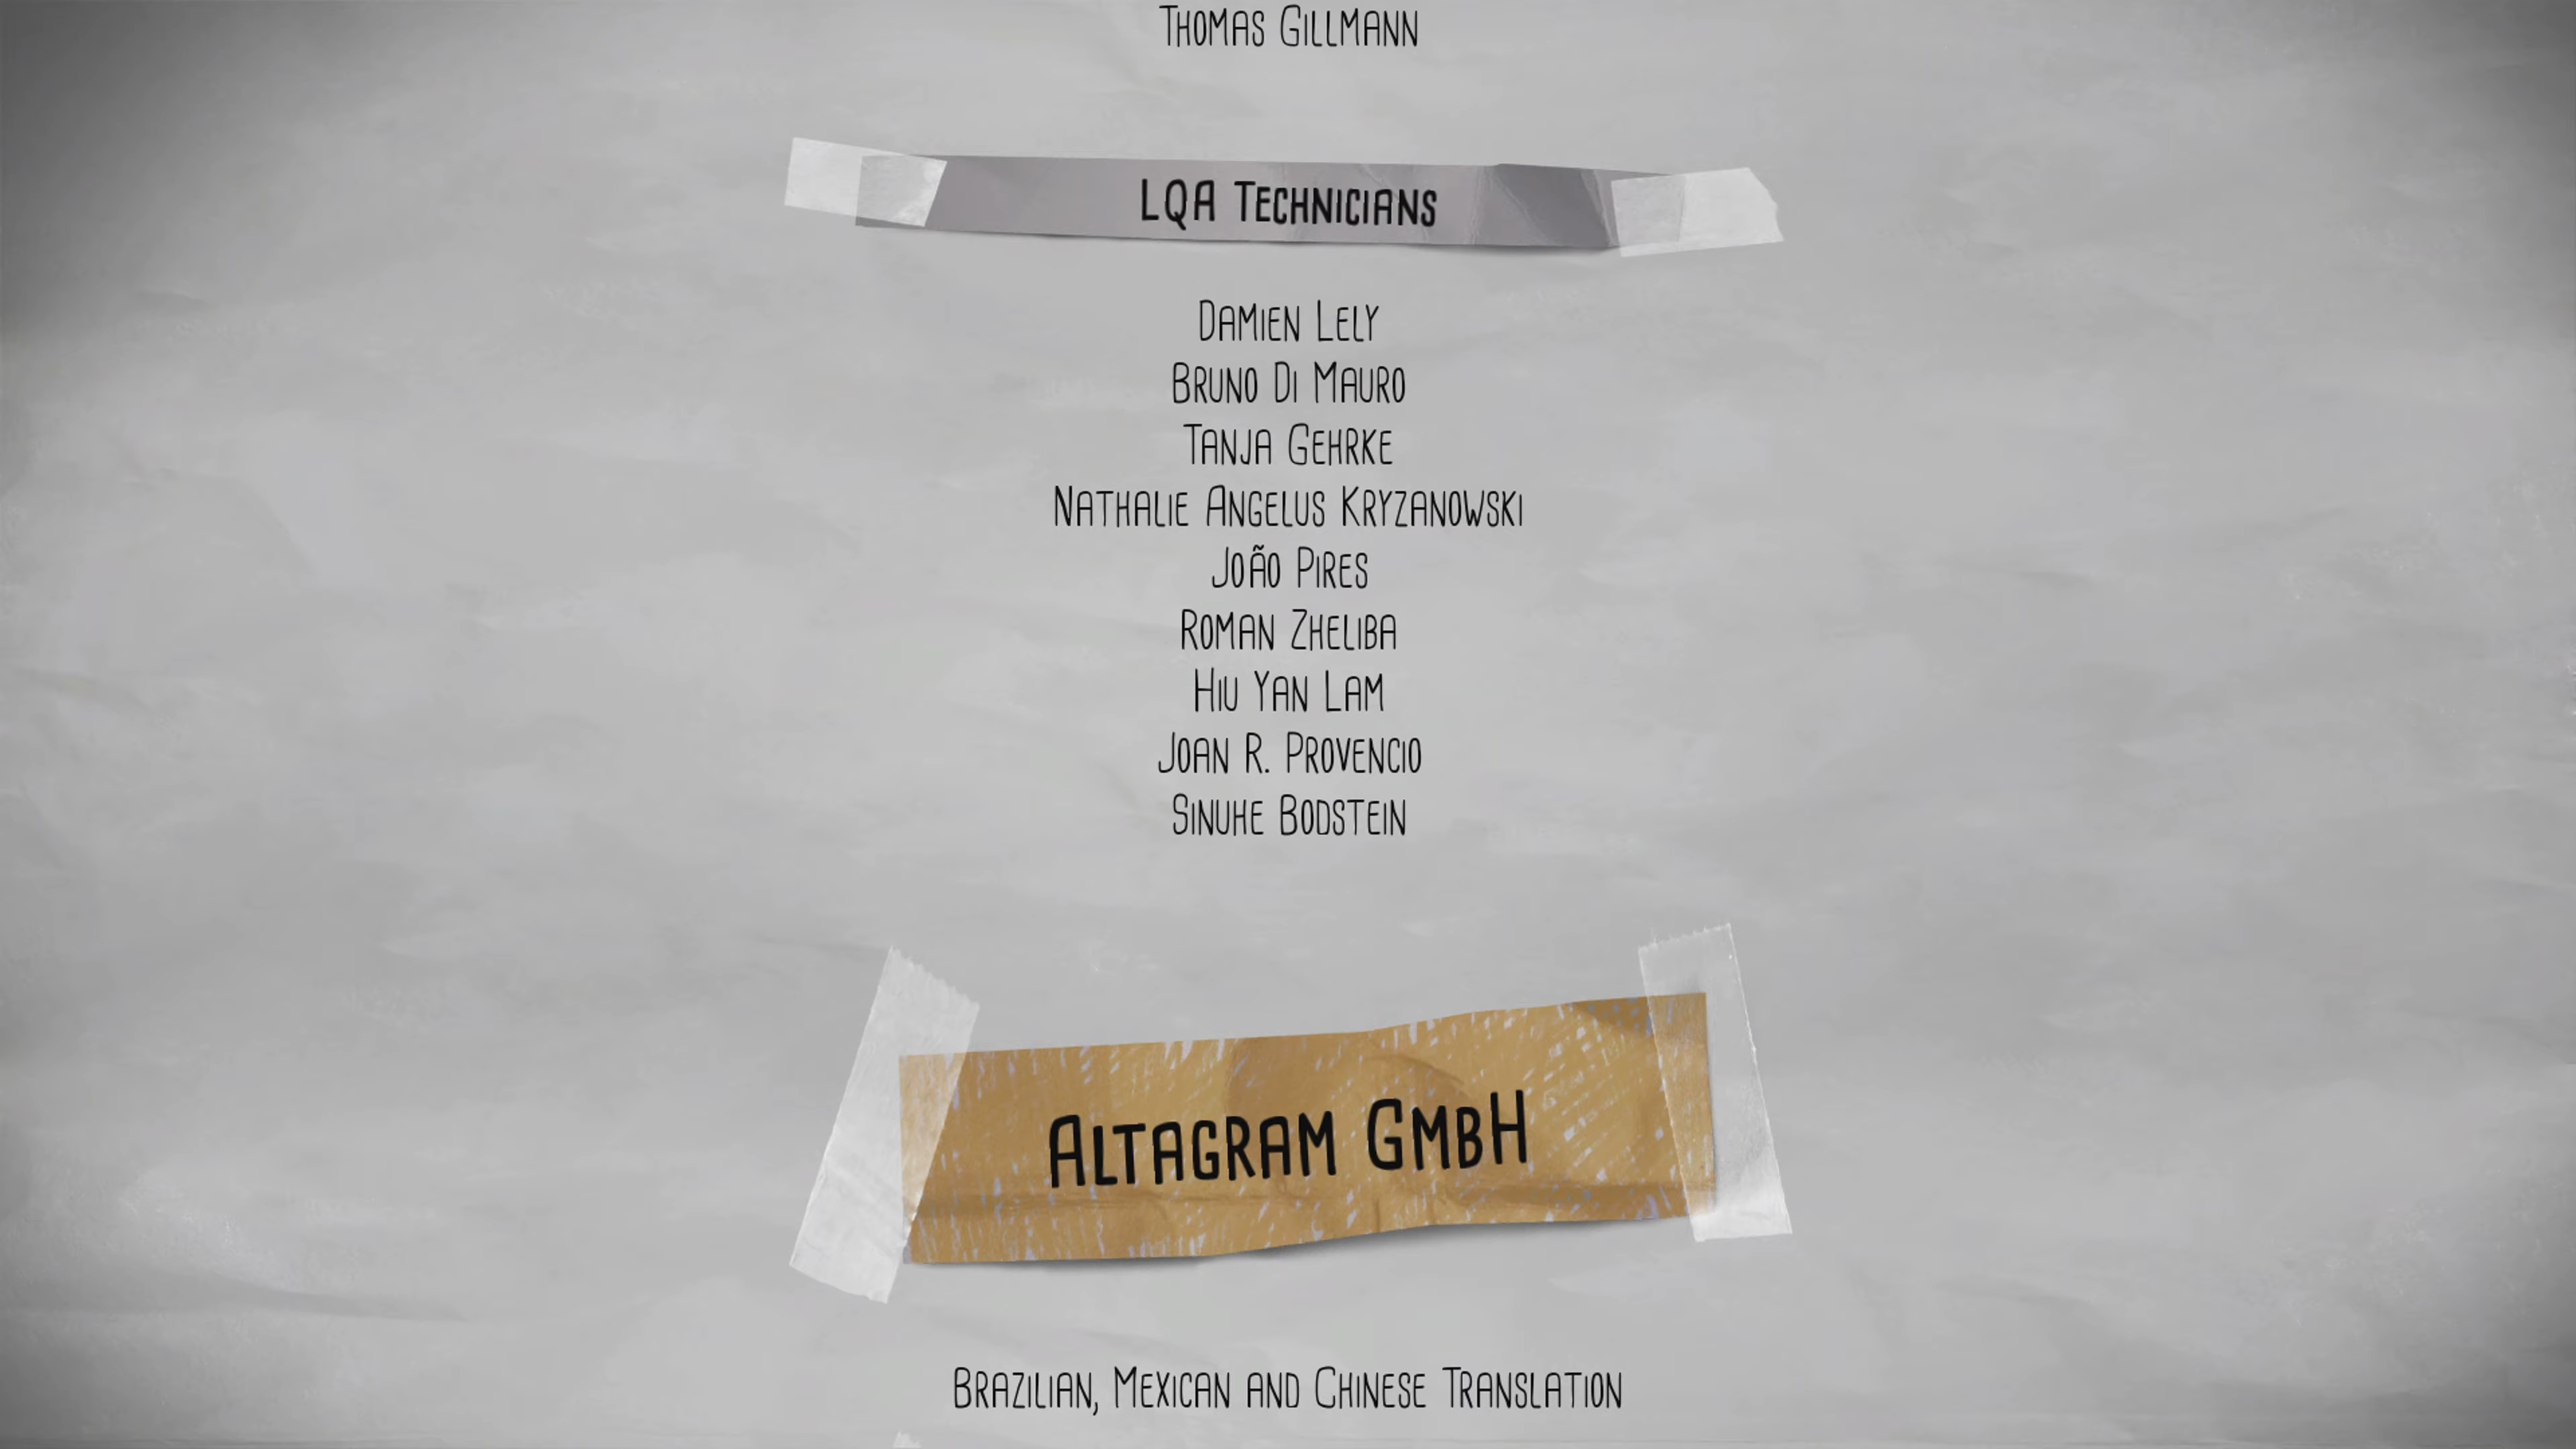 Thomas Gillmann
LQA Technicians
Damien Lely
Bruno Di Mauro
Tanja Gehrke
Nathalie Angelus Kryzanowski
João Pires
Roman Zheliba
Hiu Yan Lam
Joan R. Provencio
Sinuhe Bodstein
Altagram GmbH
Brazilian, Mexican and Chinese Translation